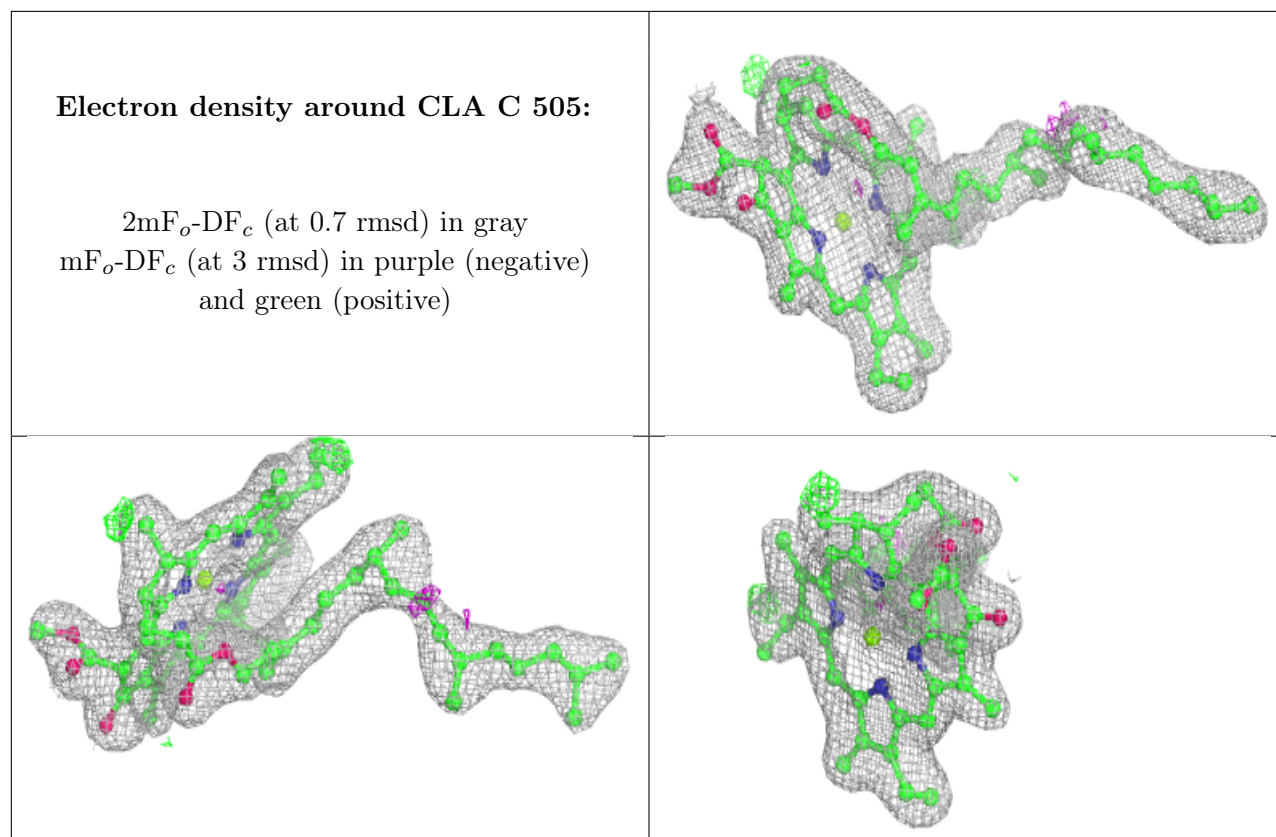 Electron density around CLA C 505:
2mFₒ-DF𝒸 (at 0.7 rmsd) in gray
mFₒ-DF𝒸 (at 3 rmsd) in purple (negative)
and green (positive)